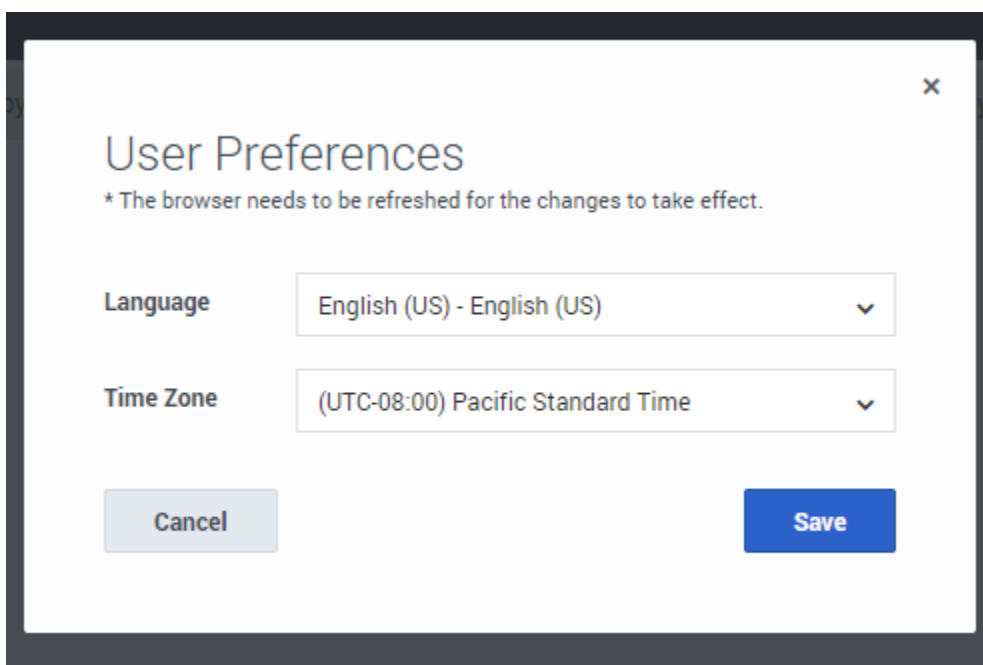 ×
User Preferences
* The browser needs to be refreshed for the changes to take effect.
Language
English (US) - English (US)
Time Zone
(UTC-08:00) Pacific Standard Time
Cancel
Save